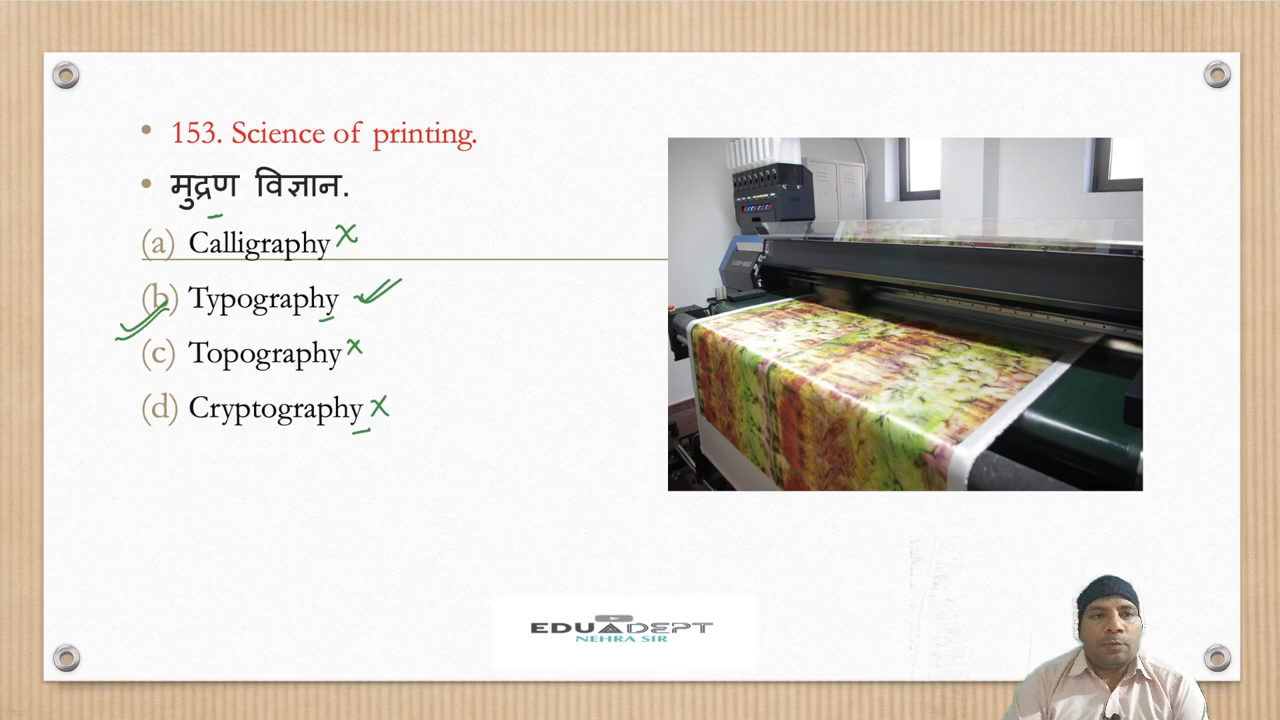 153. Science of printing.
मुद्रण विज्ञान.
(a) Calligraphy
(b) Typography
(c) Topography
(d) Cryptography
EDUADEPT
NEHRA SIR